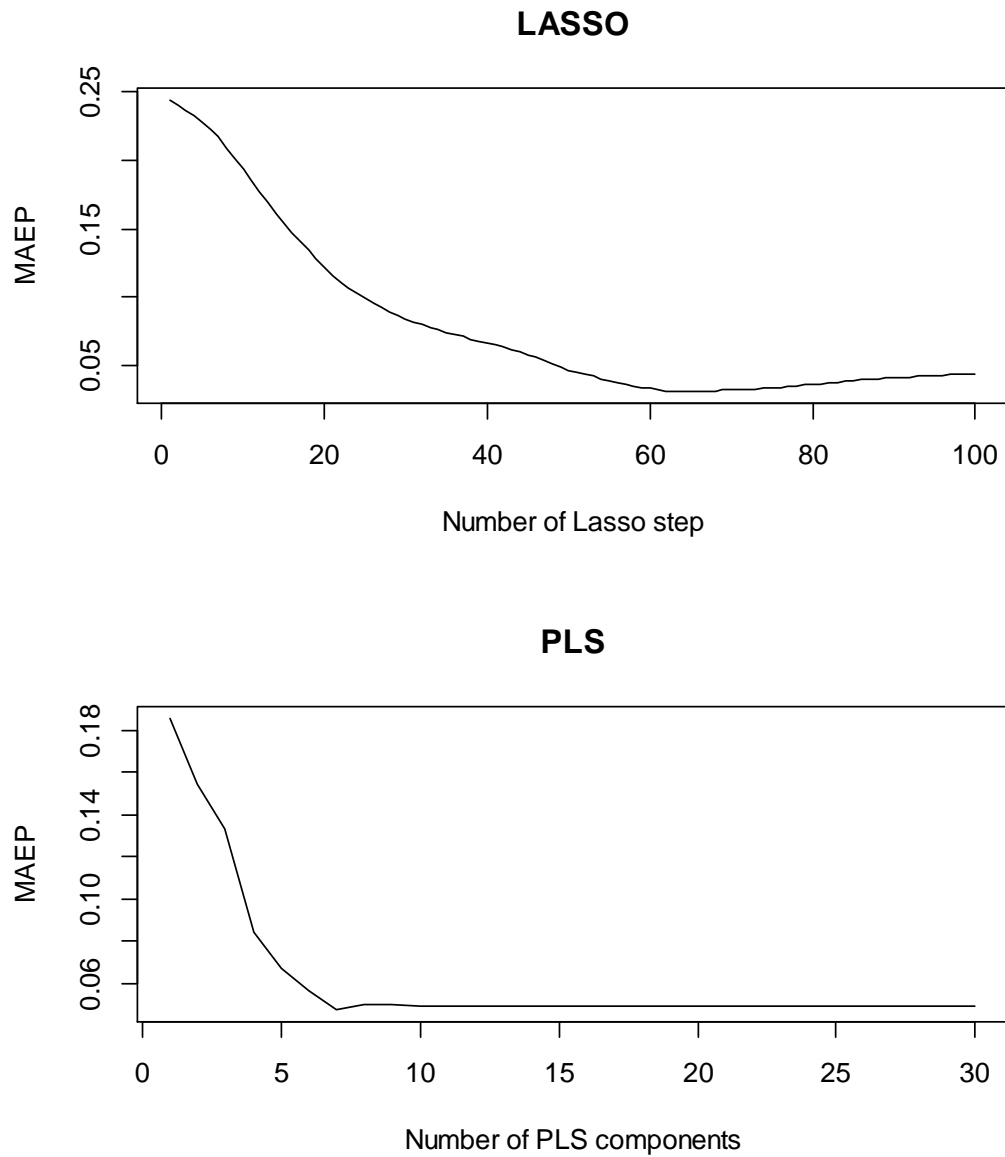 LASSO
MAEP
0.25
0.15
0.05
0 20 40 60 80 100
Number of Lasso step
PLS
MAEP
0.18
0.14
0.10
0.06
0 5 10 15 20 25 30
Number of PLS components